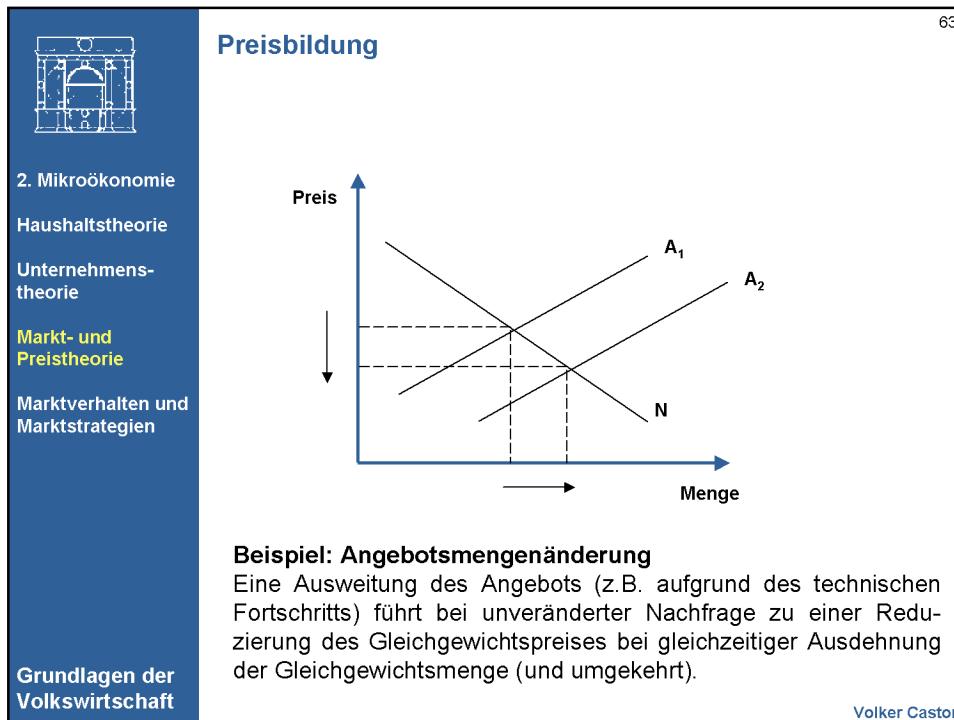 63
Preisbildung
2. Mikroökonomie
Haushaltstheorie
Unternehmens-
theorie
Markt- und
Preistheorie
Marktverhalten und
Marktstrategien
Grundlagen der
Volkswirtschaft
Preis
A1
A2
N
Menge
Beispiel: Angebotsmengenänderung
Eine Ausweitung des Angebots (z.B. aufgrund des technischen
Fortschritts) führt bei unveränderter Nachfrage zu einer Redu-
zierung des Gleichgewichtspreises bei gleichzeitiger Ausdehnung
der Gleichgewichtsmenge (und umgekehrt).
Volker Castor